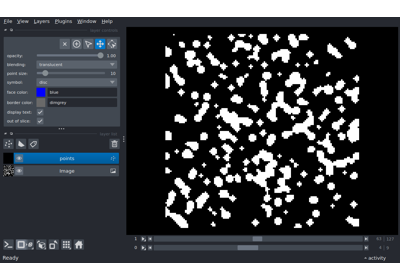 File View Layers Plugins Window Help
opacity: 1.00
blending: translucent
point size: 10
symbol: disc
face color: blue
border color: dimgrey
display text: ✓
out of slice: ✓
points
Image
1
0
Ready
activity